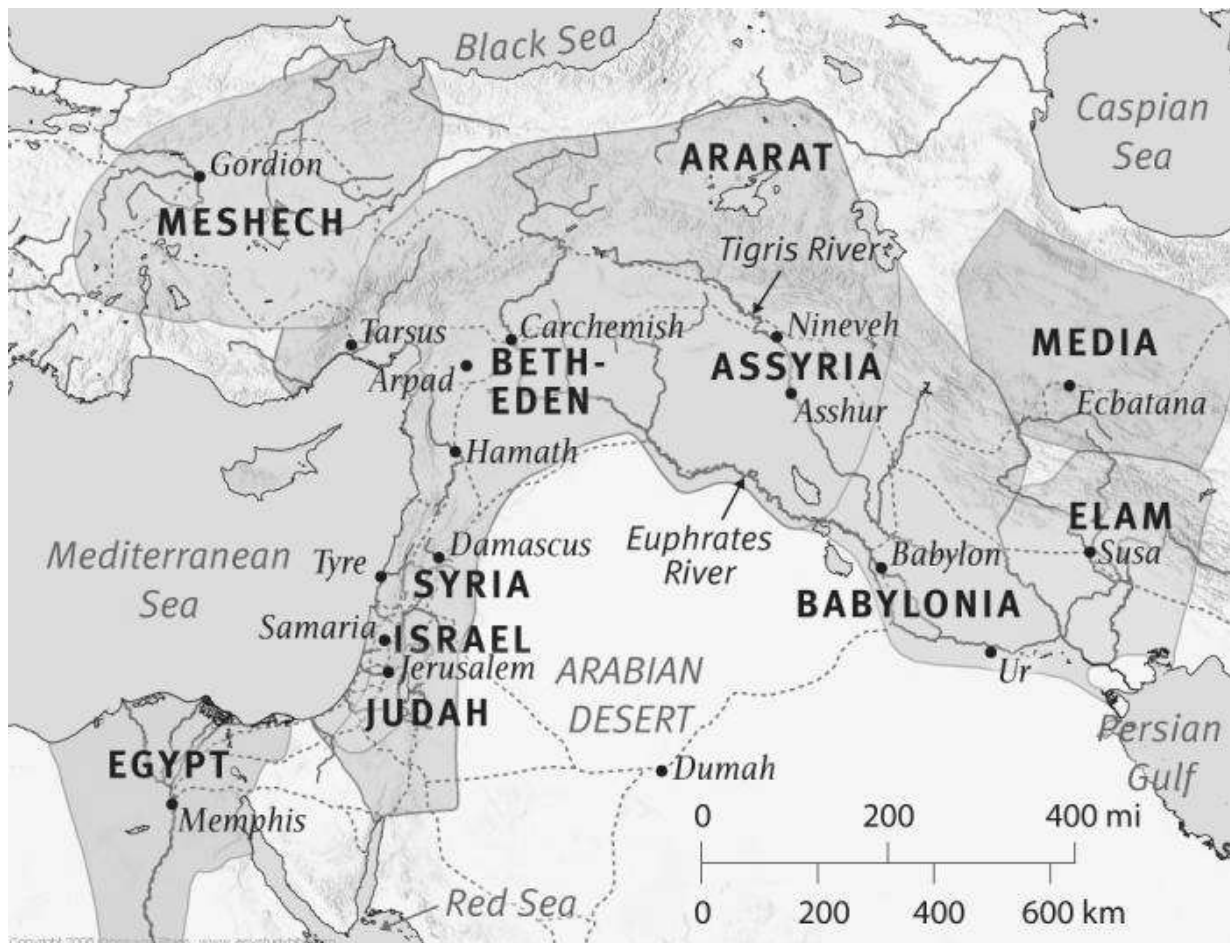 Black Sea
Caspian
Sea
Gordion
MESHECH
ARARAT
Tigris River
Tarsus
Carchemish
Nineveh
MEDIA
Arpad
BETH-
EDEN
ASSYRIA
Asshur
Ecbatana
Hamath
ELAM
Susa
Euphrates
River
Mediterranean
Sea
Tyre
Damascus
SYRIA
Babylon
BABYLONIA
Samaria
ISRAEL
Jerusalem
JUDAH
ARABIAN
DESERT
Ur
Persian
Gulf
EGYPT
Memphis
Dumah
0 200 400 mi
0 200 400 600 km
Red Sea